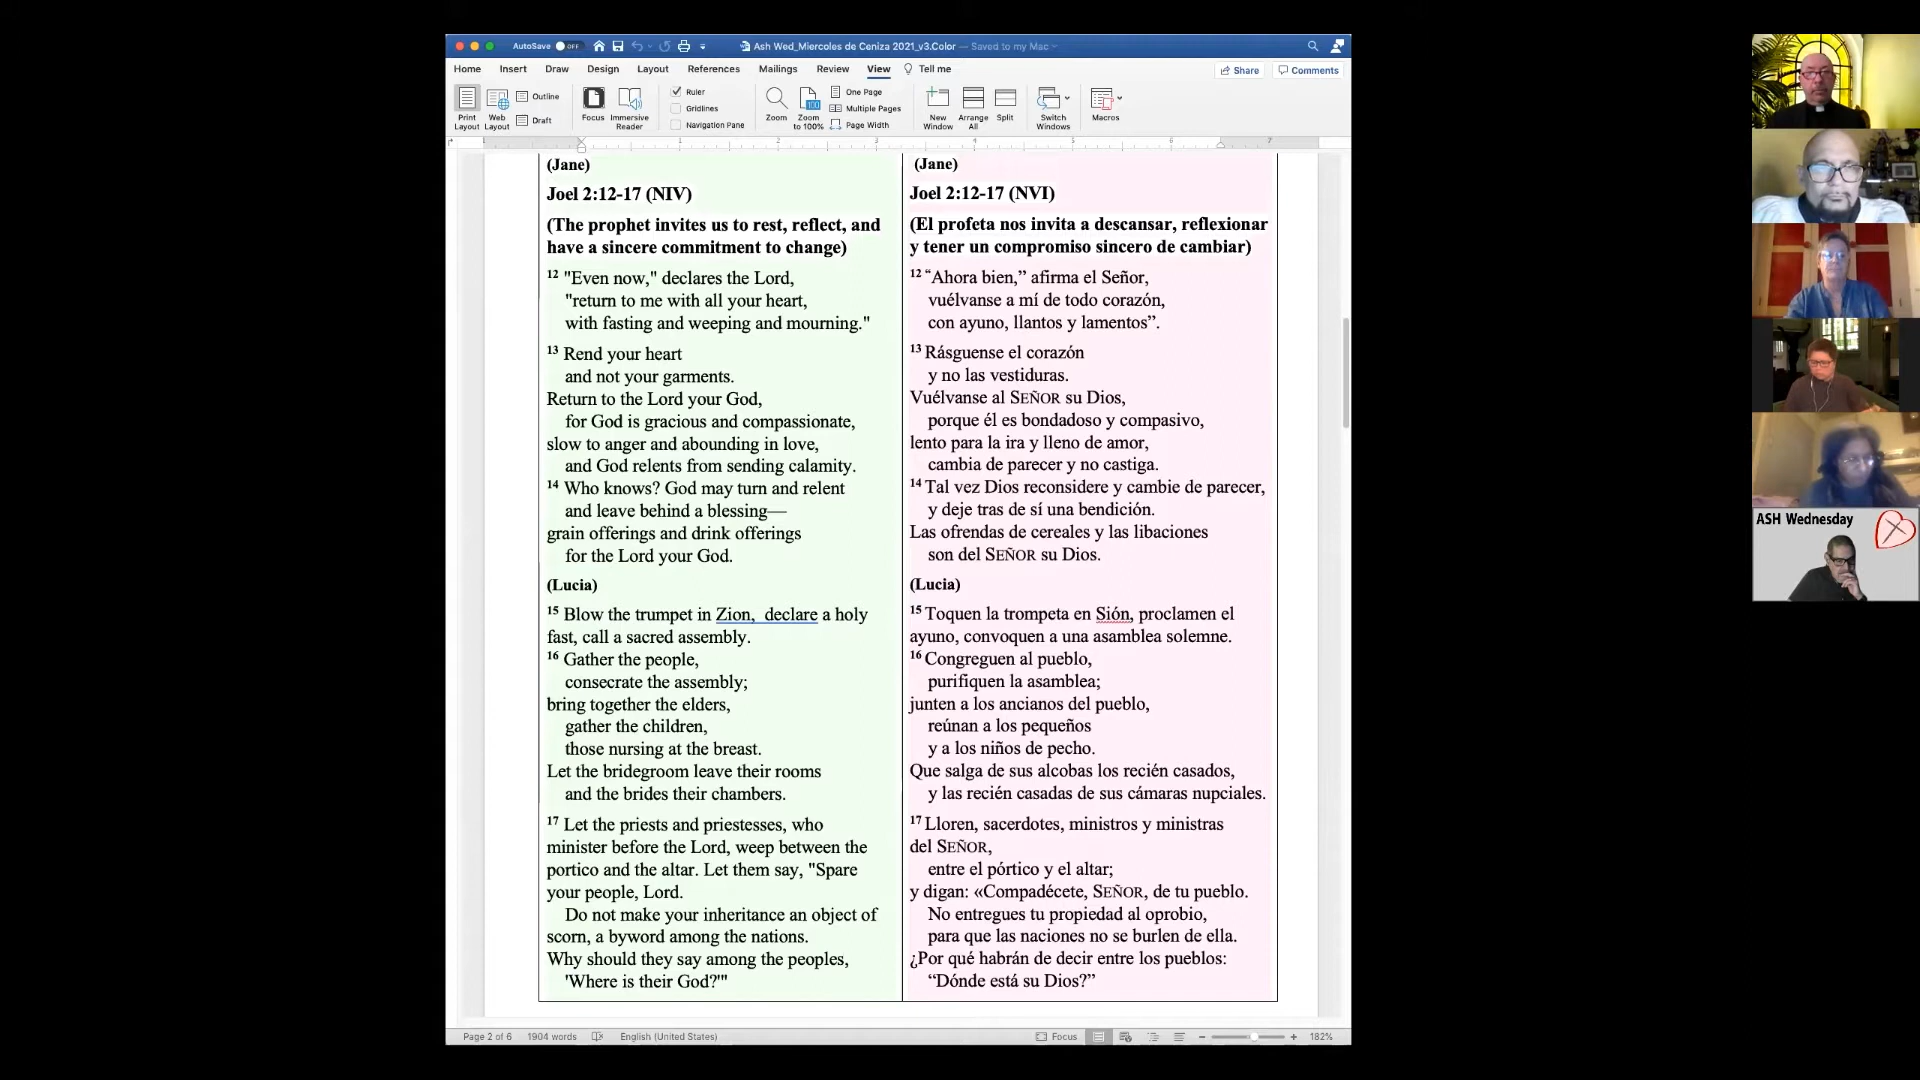 AutoSave OFF
Ash Wed_Miercoles de Ceniza 2021_v3.Color — Saved to my Mac
Home Insert Draw Design Layout References Mailings Review View Tell me
Share Comments
Print Layout
Web Layout
Outline
Draft
Focus
Immersive Reader
Ruler
Gridlines
Navigation Pane
Zoom
Zoom to 100%
One Page
Multiple Pages
Page Width
New Window
Arrange All
Split
Switch Windows
Macros
(Jane)
Joel 2:12-17 (NIV)
(The prophet invites us to rest, reflect, and
have a sincere commitment to change)
12 "Even now," declares the Lord,
"return to me with all your heart,
with fasting and weeping and mourning."
13 Rend your heart
and not your garments.
Return to the Lord your God,
for God is gracious and compassionate,
slow to anger and abounding in love,
and God relents from sending calamity.
14 Who knows? God may turn and relent
and leave behind a blessing—
grain offerings and drink offerings
for the Lord your God.
(Lucia)
15 Blow the trumpet in Zion, declare a holy
fast, call a sacred assembly.
16 Gather the people,
consecrate the assembly;
bring together the elders,
gather the children,
those nursing at the breast.
Let the bridegroom leave their rooms
and the brides their chambers.
17 Let the priests and priestesses, who
minister before the Lord, weep between the
portico and the altar. Let them say, "Spare
your people, Lord.
Do not make your inheritance an object of
scorn, a byword among the nations.
Why should they say among the peoples,
'Where is their God?'"
(Jane)
Joel 2:12-17 (NVI)
(El profeta nos invita a descansar, reflexionar
y tener un compromiso sincero de cambiar)
12 “Ahora bien,” afirma el Señor,
vuélvanse a mí de todo corazón,
con ayuno, llantos y lamentos”.
13 Rásguense el corazón
y no las vestiduras.
Vuélvanse al SEÑOR su Dios,
porque él es bondadoso y compasivo,
lento para la ira y lleno de amor,
cambia de parecer y no castiga.
14 Tal vez Dios reconsidere y cambie de parecer,
y deje tras de sí una bendición.
Las ofrendas de cereales y las libaciones
son del SEÑOR su Dios.
(Lucia)
15 Toquen la trompeta en Sión, proclamen el
ayuno, convoquen a una asamblea solemne.
16 Congreguen al pueblo,
purifiquen la asamblea;
junten a los ancianos del pueblo,
reúnan a los pequeños
y a los niños de pecho.
Que salga de sus alcobas los recién casados,
y las recién casadas de sus cámaras nupciales.
17 Lloren, sacerdotes, ministros y ministras
del SEÑOR,
entre el pórtico y el altar;
y digan: «Compadécete, SEÑOR, de tu pueblo.
No entregues tu propiedad al oprobio,
para que las naciones no se burlen de ella.
¿Por qué habrán de decir entre los pueblos:
“Dónde está su Dios?”
Page 2 of 6 1904 words English (United States) Focus 182%
ASH Wednesday